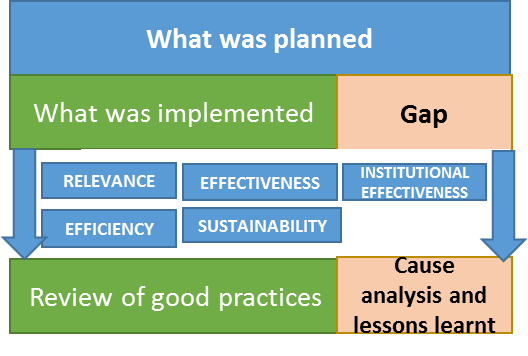 What was planned
What was implemented
Gap
RELEVANCE
EFFECTIVENESS
INSTITUTIONAL
EFFECTIVENESS
EFFICIENCY
SUSTAINABILITY
Review of good practices
Cause
analysis and
lessons learnt